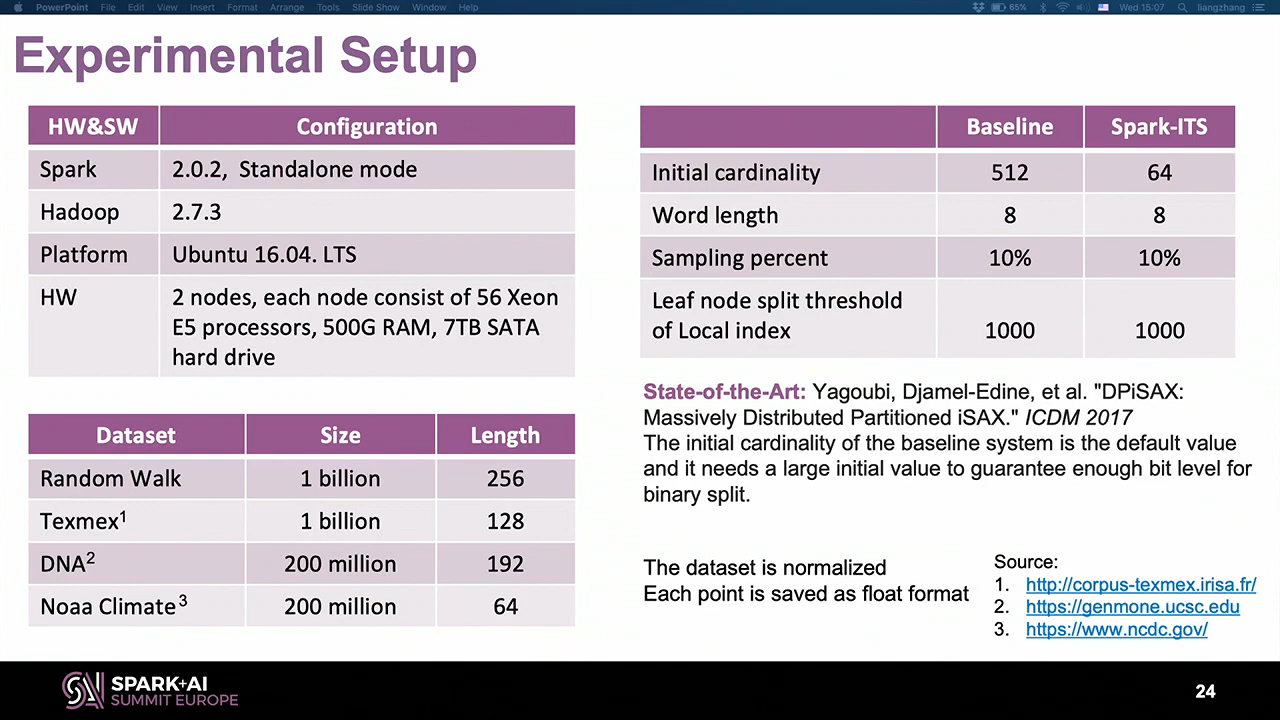 PowerPoint File Edit View Insert Format Arrange Tools Slide Show Window Help 65% Wed 15:07 liangzhang
Experimental Setup
HW&SW Configuration
Spark 2.0.2, Standalone mode
Hadoop 2.7.3
Platform Ubuntu 16.04. LTS
HW 2 nodes, each node consist of 56 Xeon
E5 processors, 500G RAM, 7TB SATA
hard drive
Dataset Size Length
Random Walk 1 billion 256
Texmex1 1 billion 128
DNA2 200 million 192
Noaa Climate3 200 million 64
Baseline Spark-ITS
Initial cardinality 512 64
Word length 8 8
Sampling percent 10% 10%
Leaf node split threshold
of Local index 1000 1000
State-of-the-Art: Yagoubi, Djamel-Edine, et al. "DPiSAX:
Massively Distributed Partitioned iSAX." ICDM 2017
The initial cardinality of the baseline system is the default value
and it needs a large initial value to guarantee enough bit level for
binary split.
The dataset is normalized
Each point is saved as float format
Source:
1. http://corpus-texmex.irisa.fr/
2. https://genmone.ucsc.edu
3. https://www.ncdc.gov/
SPARK+AI
SUMMIT EUROPE
24